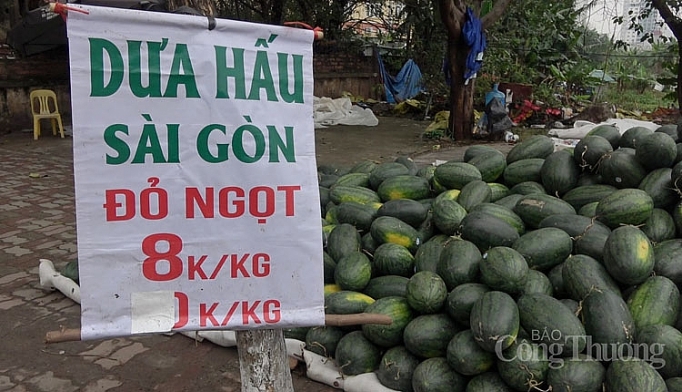 DƯA HẤU
SÀI GÒN
ĐỎ NGỌT
8K/KG
K/KG
BÁO
Công Thương